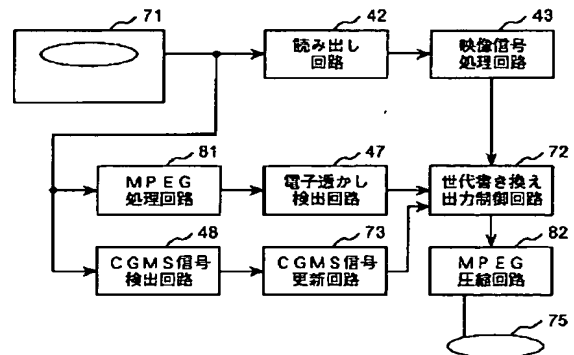 71
42
読み出し
回路
43
映像信号
処理回路
81
MPEG
処理回路
47
電子透かし
検出回路
72
世代書き換え
出力制御回路
48
CGMS信号
検出回路
73
CGMS信号
更新回路
82
MPEG
圧縮回路
75